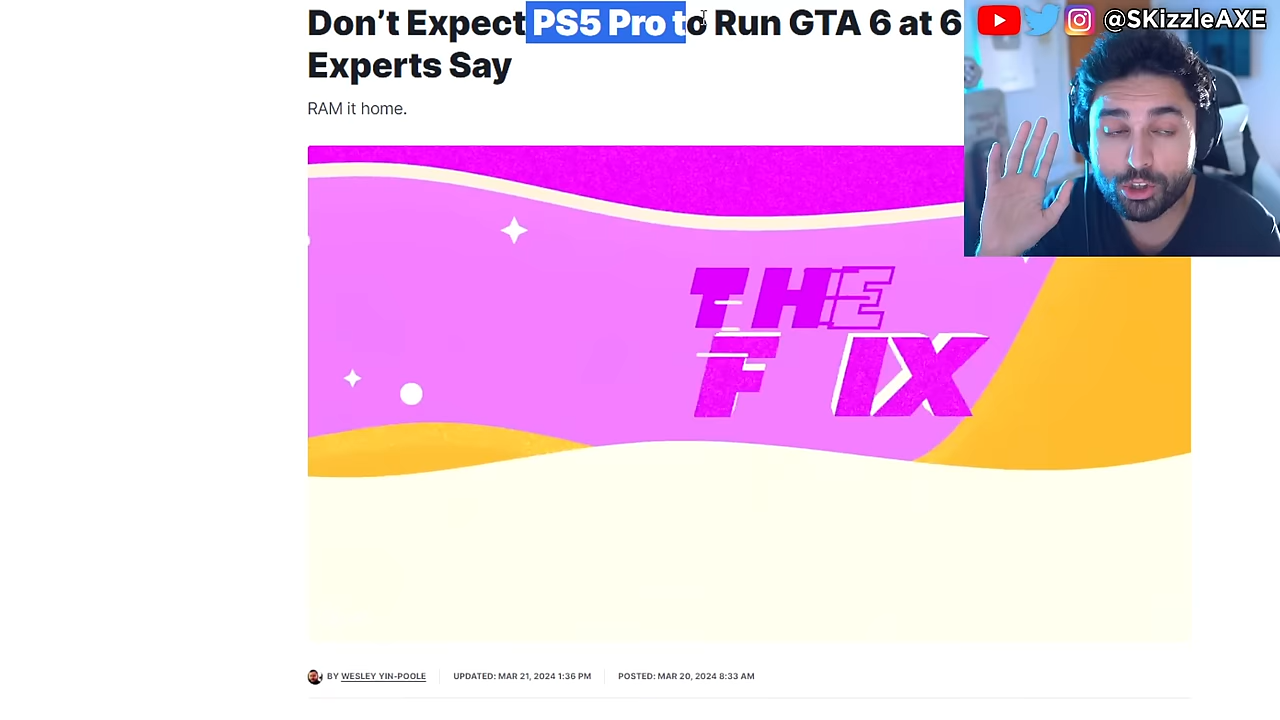 Don’t Expect PS5 Pro to Run GTA 6 at 6
@SKizzleAXE
Experts Say
RAM it home.
THE
FIX
BY WESLEY YIN-POOLE
UPDATED: MAR 21, 2024 1:36 PM
POSTED: MAR 20, 2024 8:33 AM